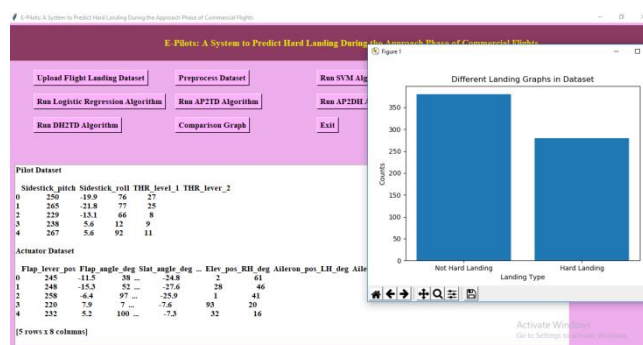 E-Pilots: A System to Predict Hard Landing During the Approach Phase of Commercial Flights
E-Pilots: A System to Predict Hard Landing During the Approach Phase of Commercial Flights
Upload Flight Landing Dataset
Preprocess Dataset
Run SVM Alg
Run Logistic Regression Algorithm
Run AP2TD Algorithm
Run AP2DH A
Run DH2TD Algorithm
Comparison Graph
Exit
Pilot Dataset
Sidestick_pitch Sidestick_roll THR_level_1 THR_lever_2
0 250 -19.9 76 27
1 265 -21.8 77 25
2 229 -13.1 66 8
3 238 5.6 12 9
4 267 5.6 92 11
Actuator Dataset
Flap_lever_pos Flap_angle_deg Slat_angle_deg ... Elev_pos_RH_deg Aileron_pos_LH_deg Aile
0 245 -11.5 38 ... -24.8 2 61
1 248 -15.3 52 ... -27.6 28 46
2 258 -6.4 97 ... -25.9 1 41
3 220 7.9 7 ... -7.6 93 20
4 232 5.2 100 ... -7.3 32 16
[5 rows x 8 columns]
Figure 1
Different Landing Graphs in Dataset
Counts
350
300
250
200
150
100
50
0
Not Hard Landing
Hard Landing
Landing Type
Activate Windows
Go to Settings to activate Windows.